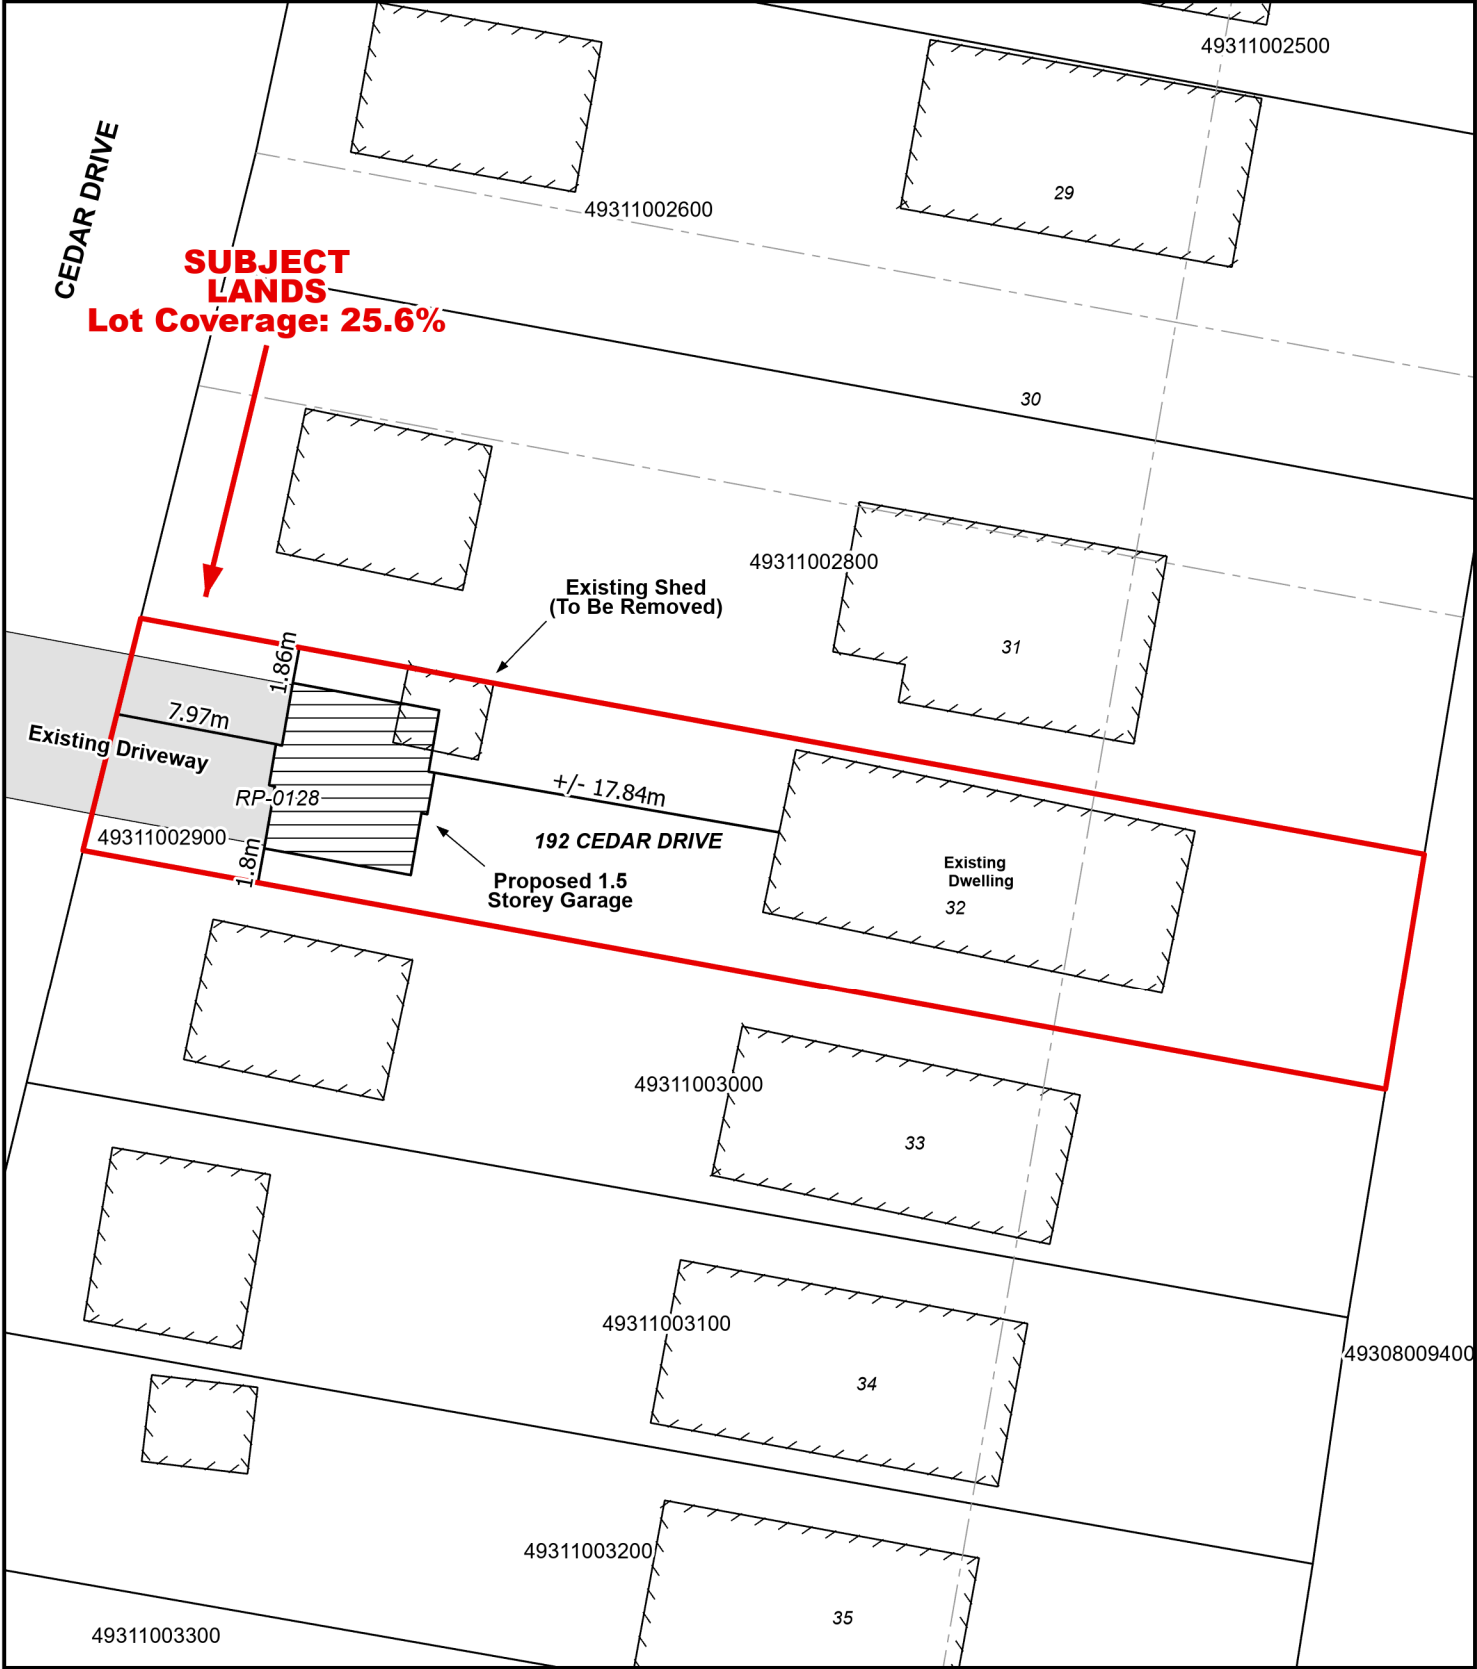 49311002500
CEDAR DRIVE
29
49311002600
SUBJECT
LANDS
Lot Coverage: 25.6%
30
49311002800
Existing Shed
(To Be Removed)
31
1.86m
7.97m
Existing Driveway
RP-0128
+/- 17.84m
49311002900
192 CEDAR DRIVE
1.8m
Existing
Dwelling
32
Proposed 1.5
Storey Garage
49311003000
33
49311003100
49308009400
34
49311003200
35
49311003300